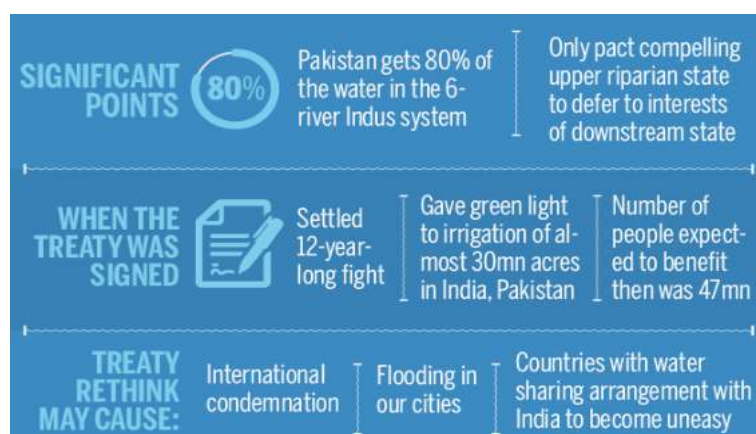 SIGNIFICANT
POINTS
80%
Pakistan gets 80% of
the water in the 6-
river Indus system
Only pact compelling
upper riparian state
to defer to interests
of downstream state
WHEN THE
TREATY WAS
SIGNED
Settled
12-year-
long fight
Gave green light
to irrigation of al-
most 30mn acres
in India, Pakistan
Number of
people expect-
ed to benefit
then was 47mn
TREATY
RETHINK
MAY CAUSE:
International
condemnation
Flooding in
our cities
Countries with water
sharing arrangement with
India to become uneasy